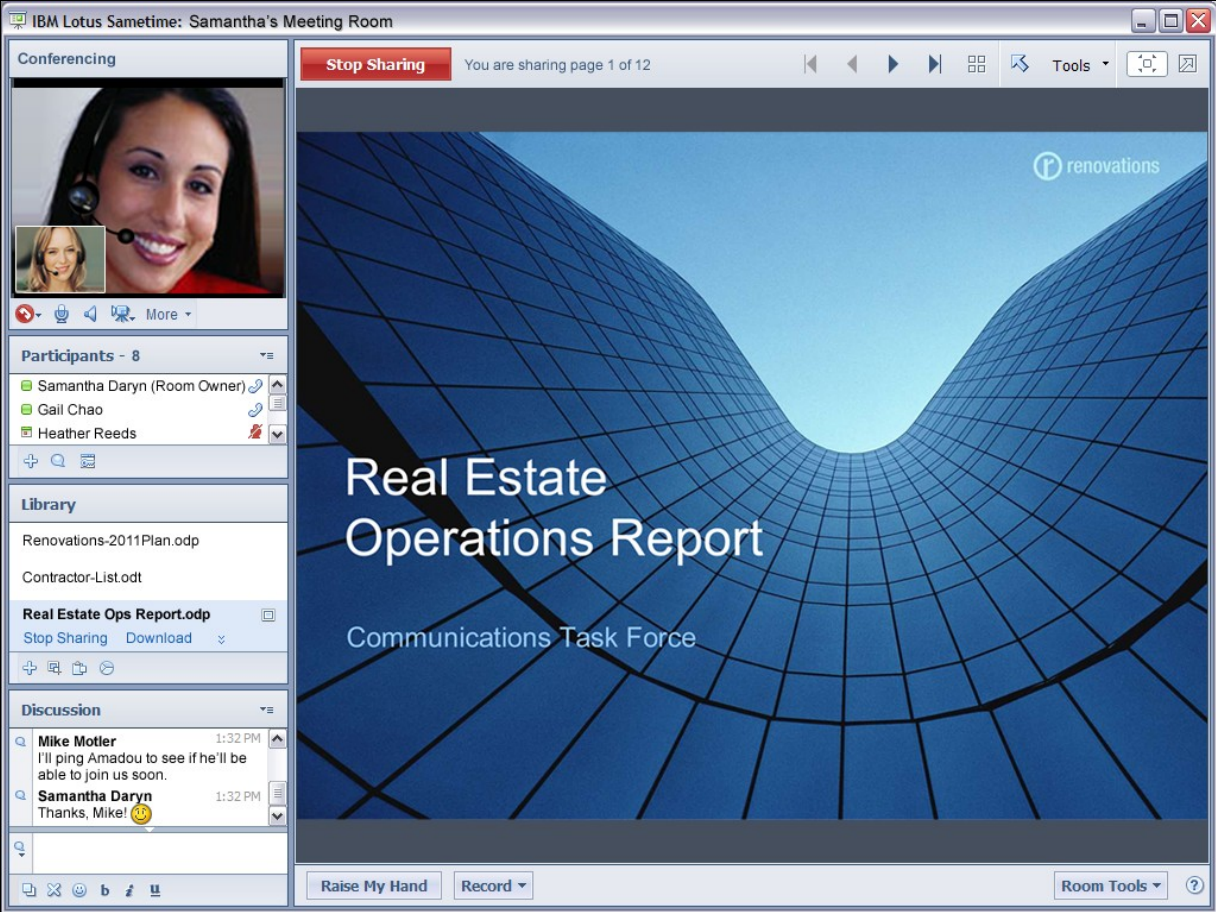 IBM Lotus Sametime: Samantha's Meeting Room
Conferencing
More
Participants - 8
Samantha Daryn (Room Owner)
Gail Chao
Heather Reeds
Library
Renovations-2011Plan.odp
Contractor-List.odt
Real Estate Ops Report.odp
Stop Sharing Download
Discussion
Mike Motler 1:32 PM
I'll ping Amadou to see if he'll be
able to join us soon.
Samantha Daryn 1:32 PM
Thanks, Mike!
b i u
Stop Sharing You are sharing page 1 of 12 Tools
r renovations
Real Estate
Operations Report
Communications Task Force
Raise My Hand Record Room Tools ?